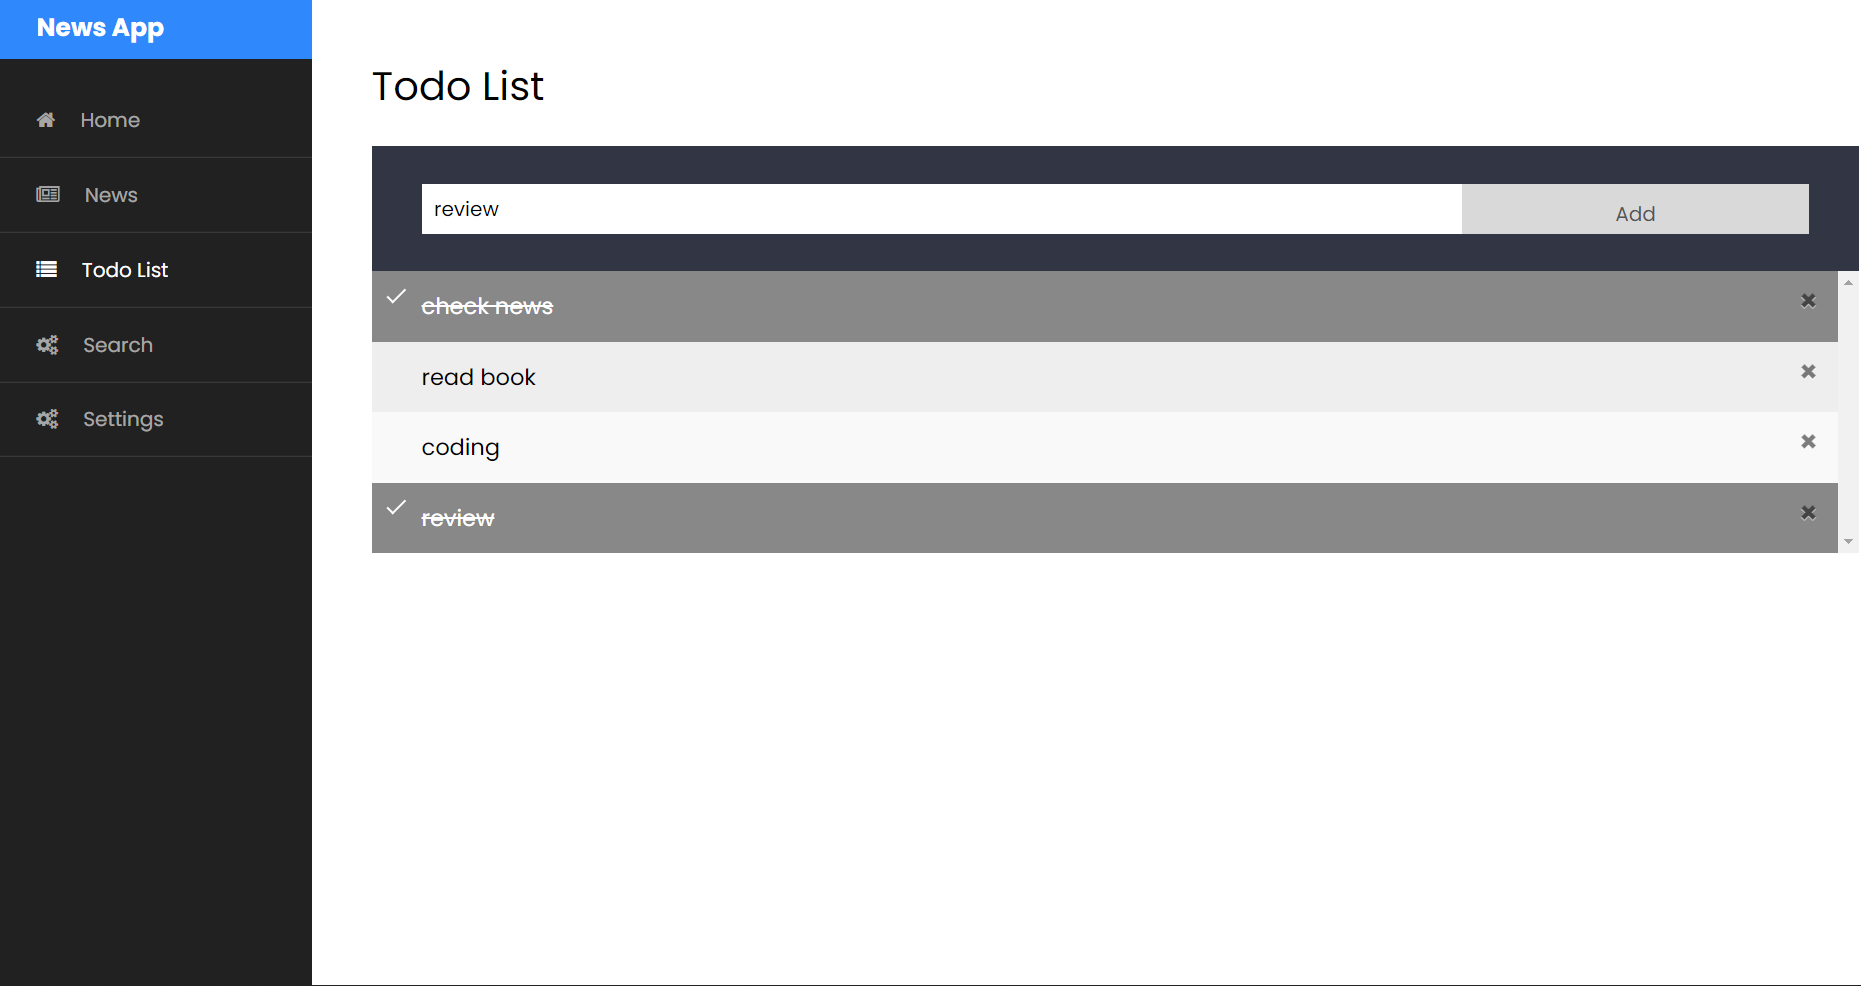 News App
Home
News
Todo List
Search
Settings
Todo List
review
Add
check news
read book
coding
review